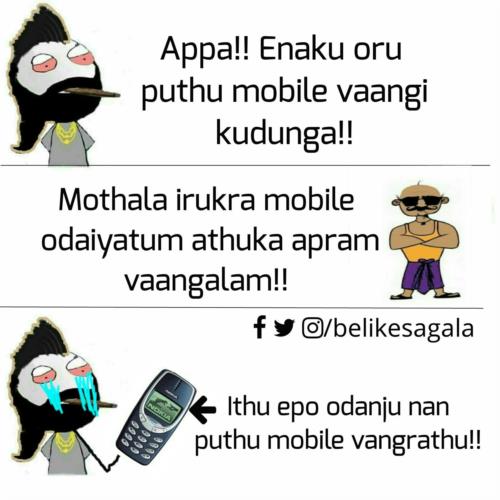 Appa!! Enaku oru
puthu mobile vaangi
kudunga!!
Mothala irukra mobile
odaiyatum athuka apram
vaangalam!!
/belikesagala
NOKIA
Ithu epo odanju nan
puthu mobile vangrathu!!